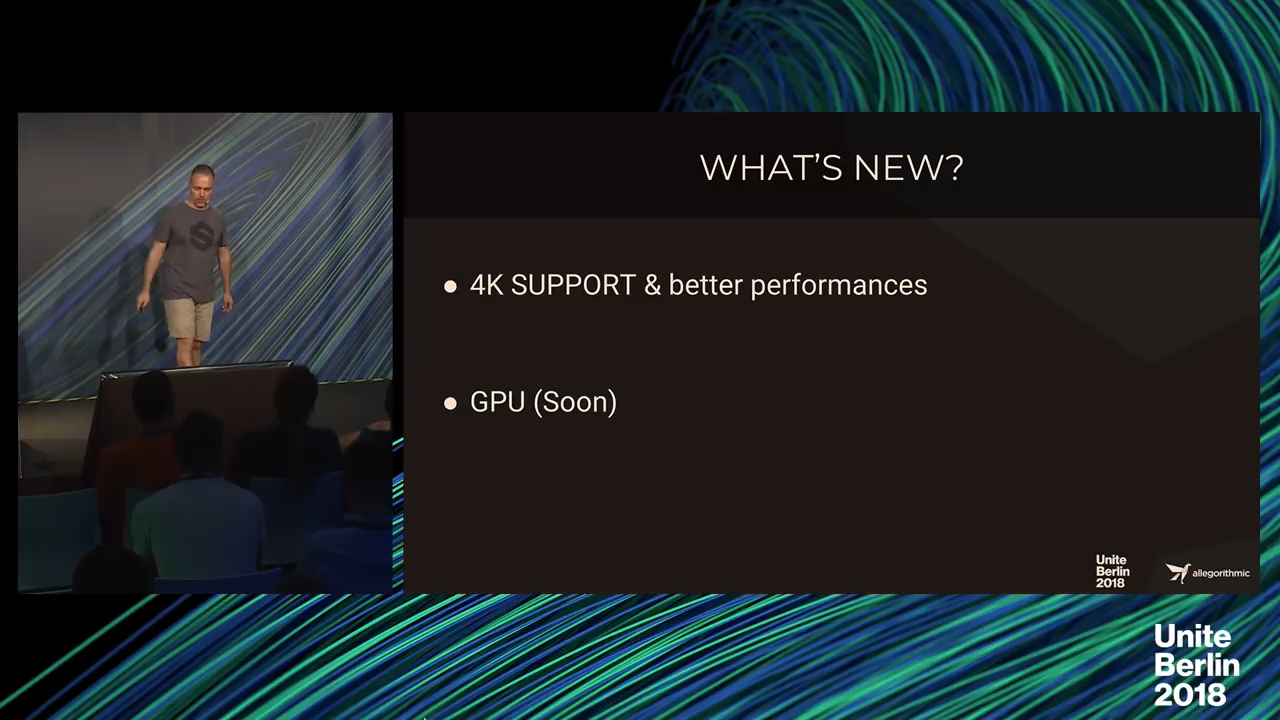 WHAT'S NEW?
● 4K SUPPORT & better performances
● GPU (Soon)
Unite
Berlin
2018
allegorithmic
Unite
Berlin
2018